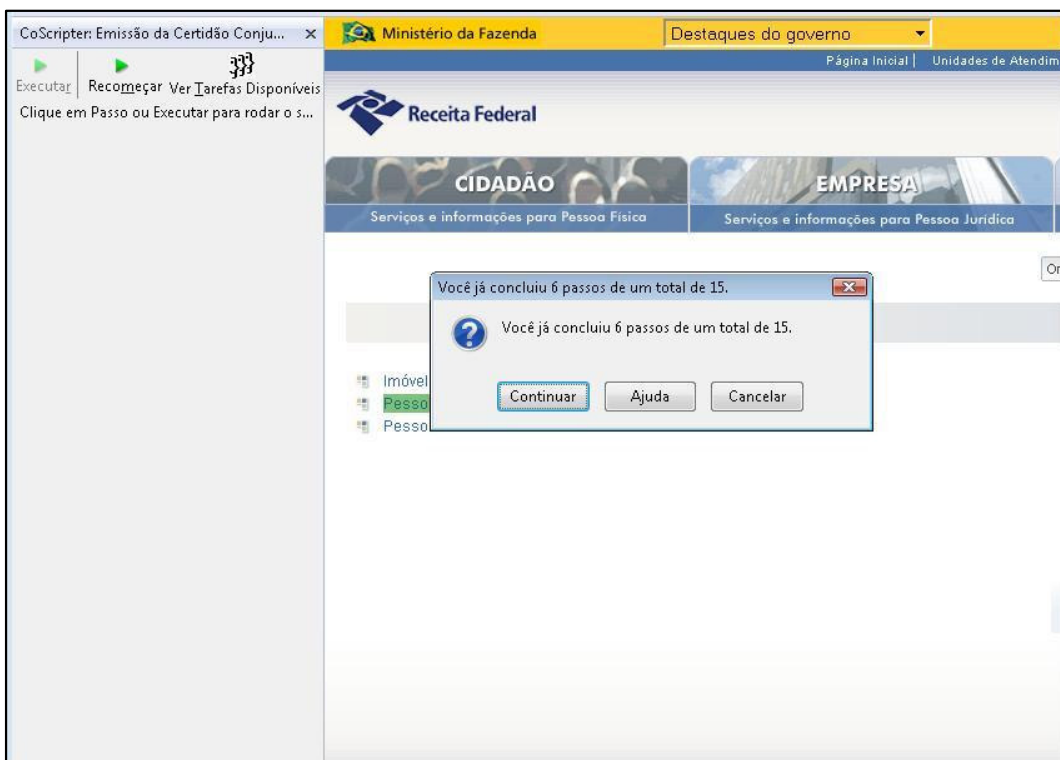 CoScripter: Emissão da Certidão Conju...
Executar
Recomeçar
Ver Tarefas Disponíveis
Clique em Passo ou Executar para rodar o s...
Ministério da Fazenda
Destaques do governo
Página Inicial | Unidades de Atendim
Receita Federal
CIDADÃO
Serviços e informações para Pessoa Física
EMPRESA
Serviços e informações para Pessoa Jurídica
Or
Você já concluiu 6 passos de um total de 15.
Você já concluiu 6 passos de um total de 15.
Continuar
Ajuda
Cancelar
Imóvel
Pesso
Pesso